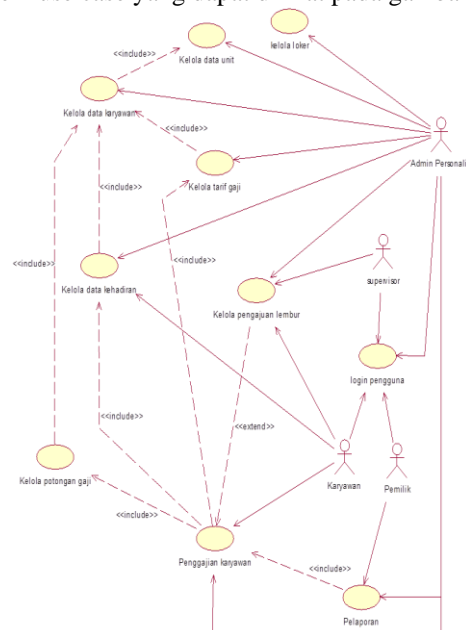 <<include>>
Kelola data unit
kelola loker
Kelola data karyawan
<<include>>
Admin Personali
Kelola tarif gaji
<<include>>
<<include>>
<<include>>
supervisor
Kelola data kehadiran
Kelola pengajuan lembur
login pengguna
<<include>>
<<extend>>
Kelola potongan gaji
Karyawan
Pemilik
<<include>>
Penggajian karyawan
<<include>>
Pelaporan